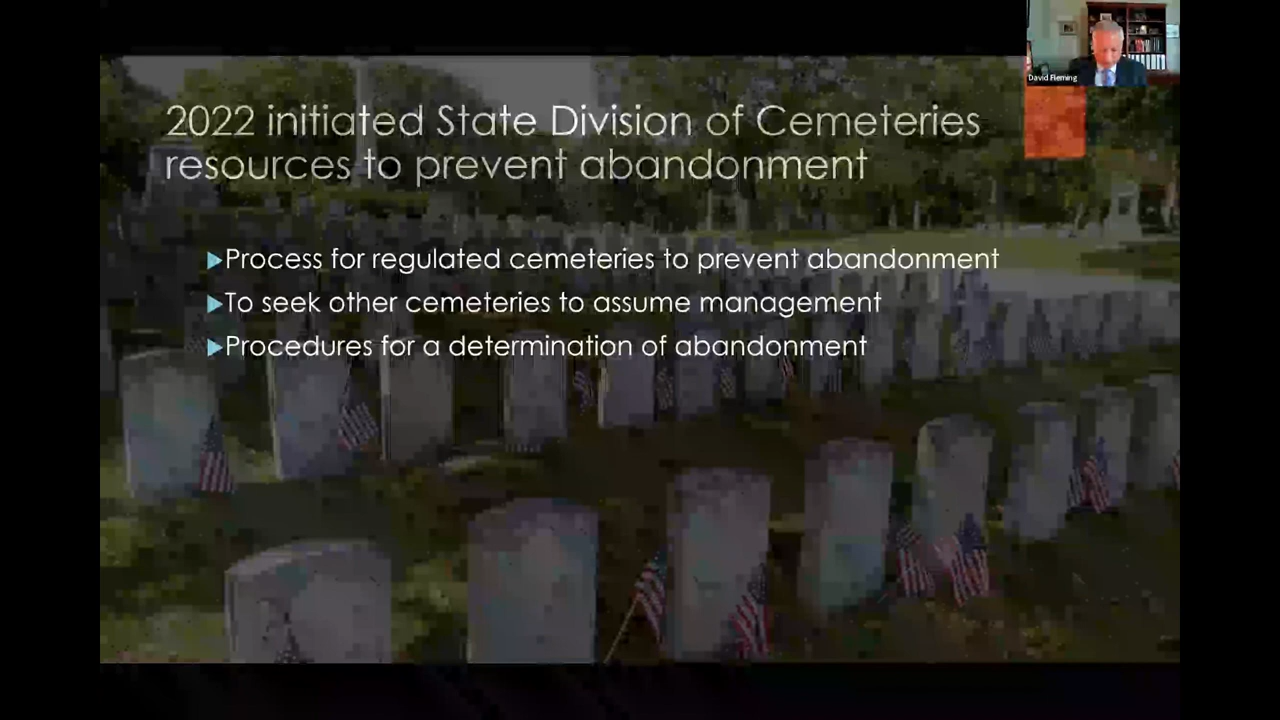 David Fleming
2022 initiated State Division of Cemeteries
resources to prevent abandonment
Process for regulated cemeteries to prevent abandonment
To seek other cemeteries to assume management
Procedures for a determination of abandonment